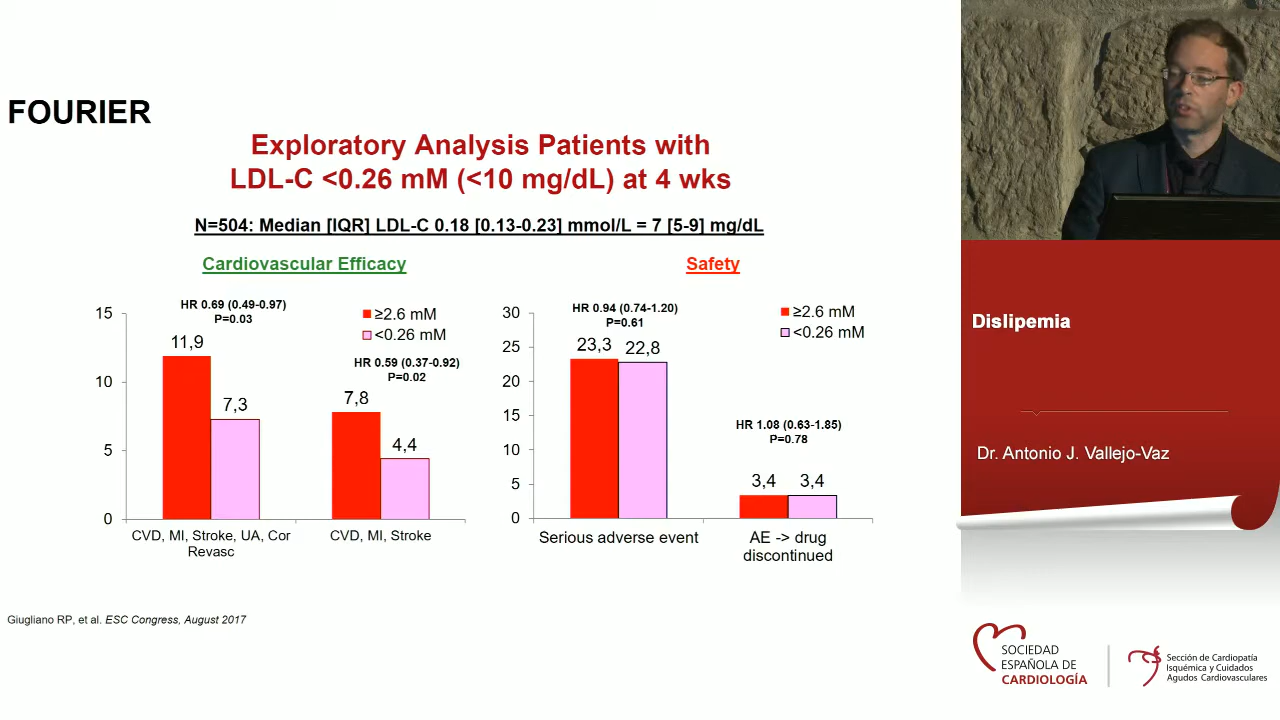 FOURIER
Exploratory Analysis Patients with
LDL-C <0.26 mM (<10 mg/dL) at 4 wks
N=504: Median [IQR] LDL-C 0.18 [0.13-0.23] mmol/L = 7 [5-9] mg/dL
Cardiovascular Efficacy
HR 0.69 (0.49-0.97)
P=0.03
≥2.6 mM
<0.26 mM
HR 0.59 (0.37-0.92)
P=0.02
15
10
5
0
11,9
7,3
7,8
4,4
CVD, MI, Stroke, UA, Cor
Revasc
CVD, MI, Stroke
Safety
HR 0.94 (0.74-1.20)
P=0.61
≥2.6 mM
<0.26 mM
30
25
20
15
10
5
0
23,3
22,8
HR 1.08 (0.63-1.85)
P=0.78
3,4
3,4
Serious adverse event
AE -> drug
discontinued
Giugliano RP, et al. ESC Congress, August 2017
Dislipemia
Dr. Antonio J. Vallejo-Vaz
SOCIEDAD
ESPAÑOLA DE
CARDIOLOGÍA
Sección de Cardiopatía
Isquémica y Cuidados
Agudos Cardiovasculares